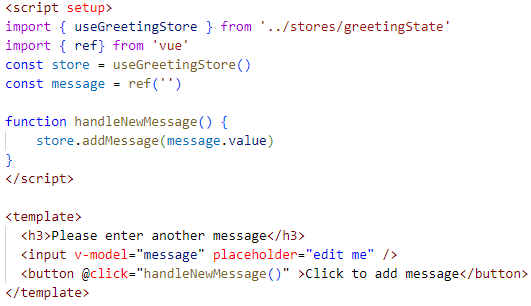 <script setup>
import { useGreetingStore } from '../stores/greetingState'
import { ref} from 'vue'
const store = useGreetingStore()
const message = ref('')

function handleNewMessage() {
    store.addMessage(message.value)
}
</script>

<template>
  <h3>Please enter another message</h3>
  <input v-model="message" placeholder="edit me" />
  <button @click="handleNewMessage()" >Click to add message</button>
</template>